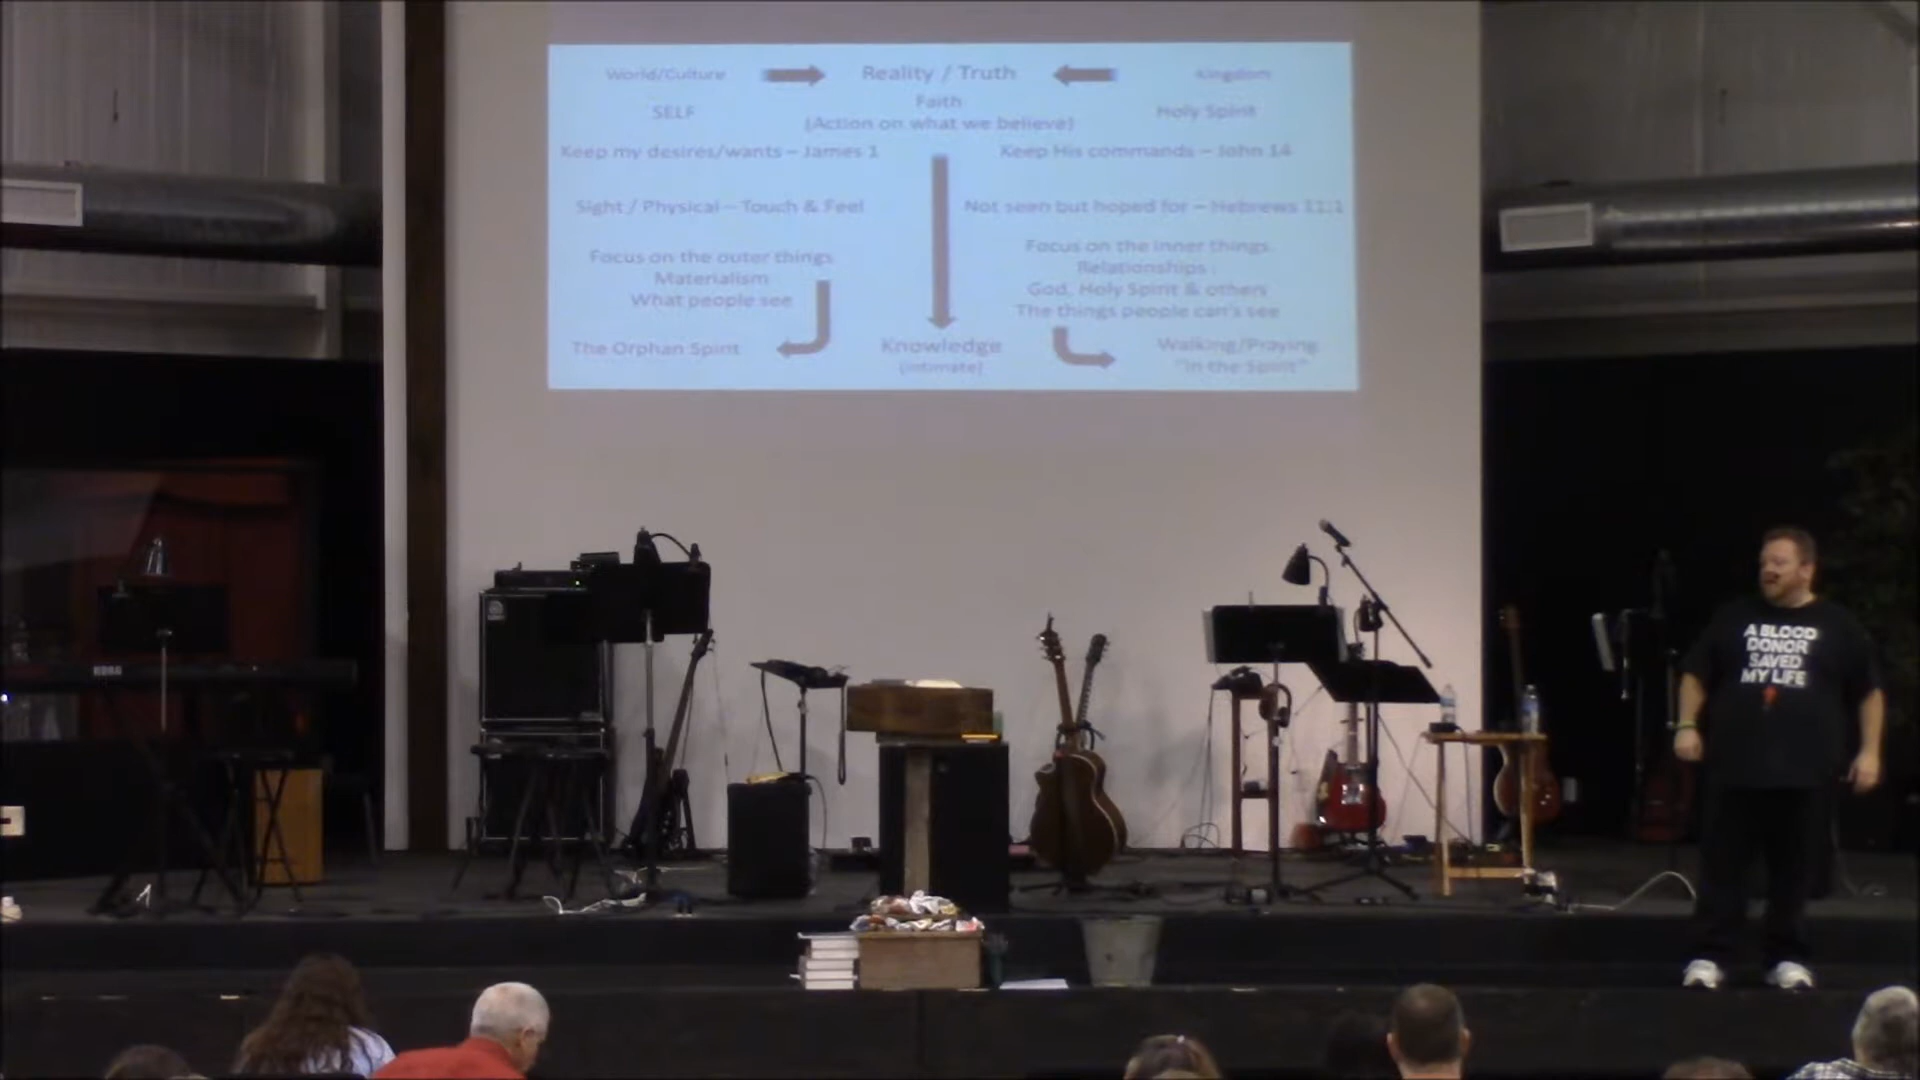 World/Culture
Reality / Truth
Kingdom
SELF
Faith
Holy Spirit
(Action on what we believe)
Keep my desires/wants – James 1
Keep His commands – John 14
Sight / Physical – Touch & Feel
Not seen but hoped for – Hebrews 11:1
Focus on the outer things
Materialism
What people see
Focus on the inner things
Relationships
God, Holy Spirit & others
The things people can's see
The Orphan Spirit
Knowledge
(intimate)
Walking/Praying
"In the Spirit"
KORG
A BLOOD
DONOR
SAVED
MY LIFE